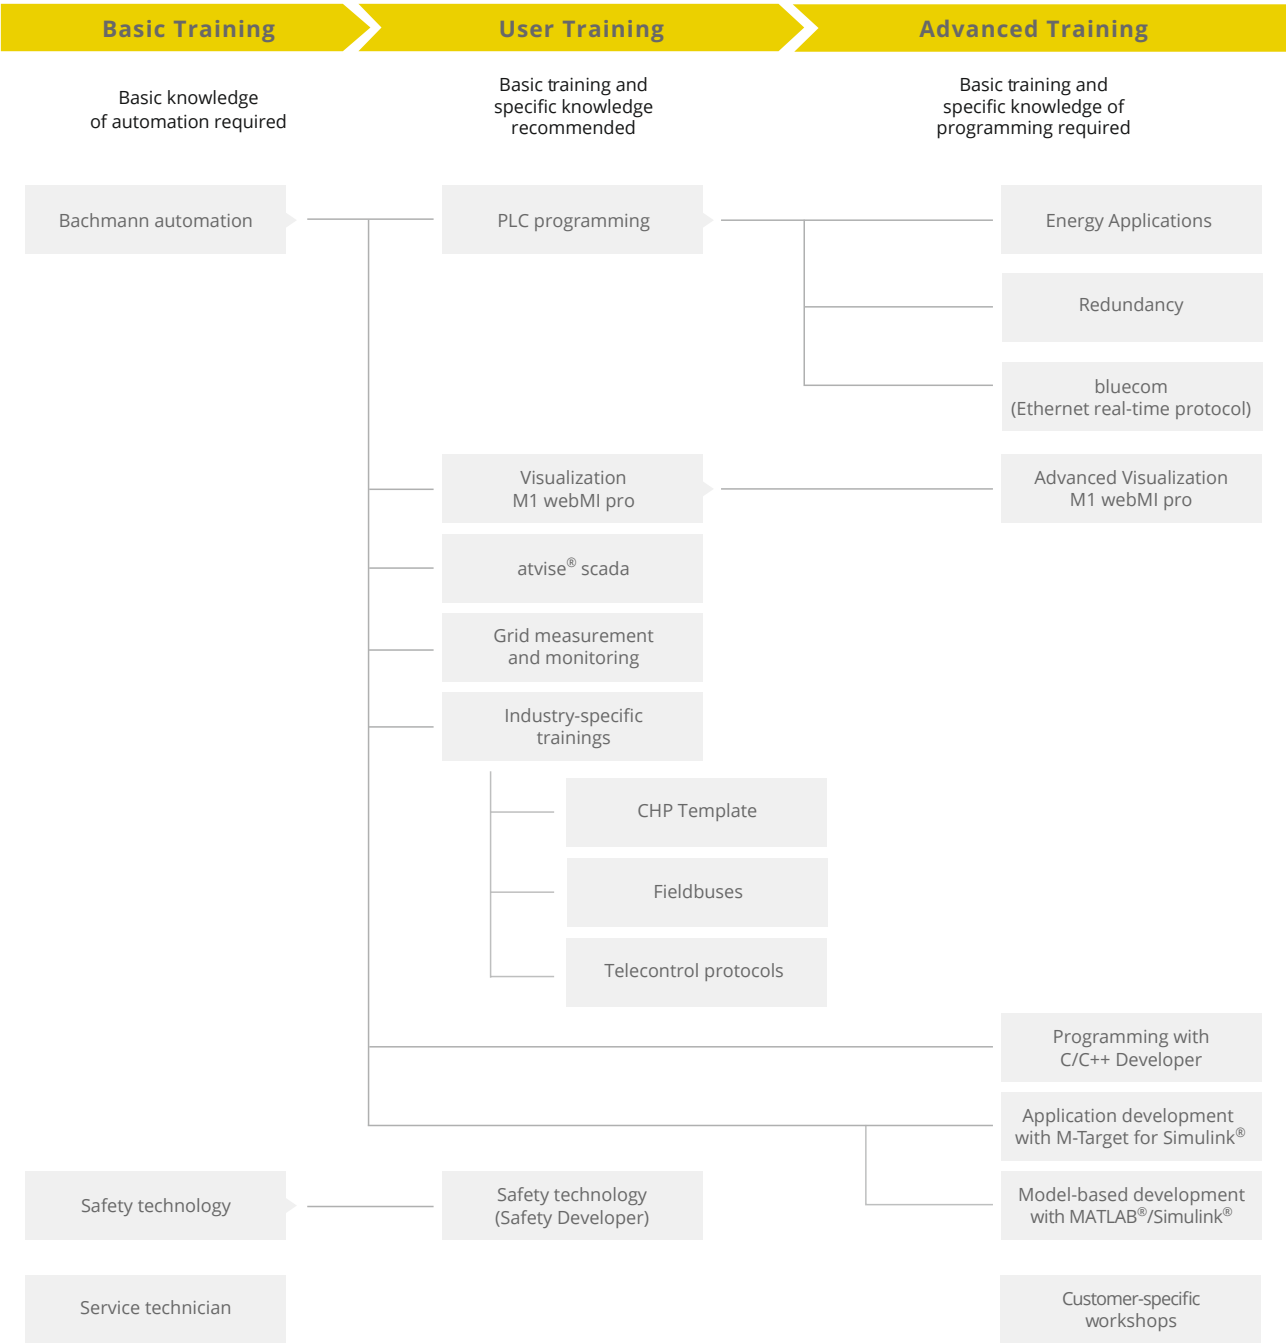 Basic Training
User Training
Advanced Training
Basic knowledge
of automation required
Basic training and
specific knowledge
recommended
Basic training and
specific knowledge of
programming required
Bachmann automation
PLC programming
Energy Applications
Redundancy
bluecom
(Ethernet real-time protocol)
Visualization
M1 webMI pro
Advanced Visualization
M1 webMI pro
atvise® scada
Grid measurement
and monitoring
Industry-specific
trainings
CHP Template
Fieldbuses
Telecontrol protocols
Programming with
C/C++ Developer
Application development
with M-Target for Simulink®
Safety technology
Safety technology
(Safety Developer)
Model-based development
with MATLAB®/Simulink®
Service technician
Customer-specific
workshops